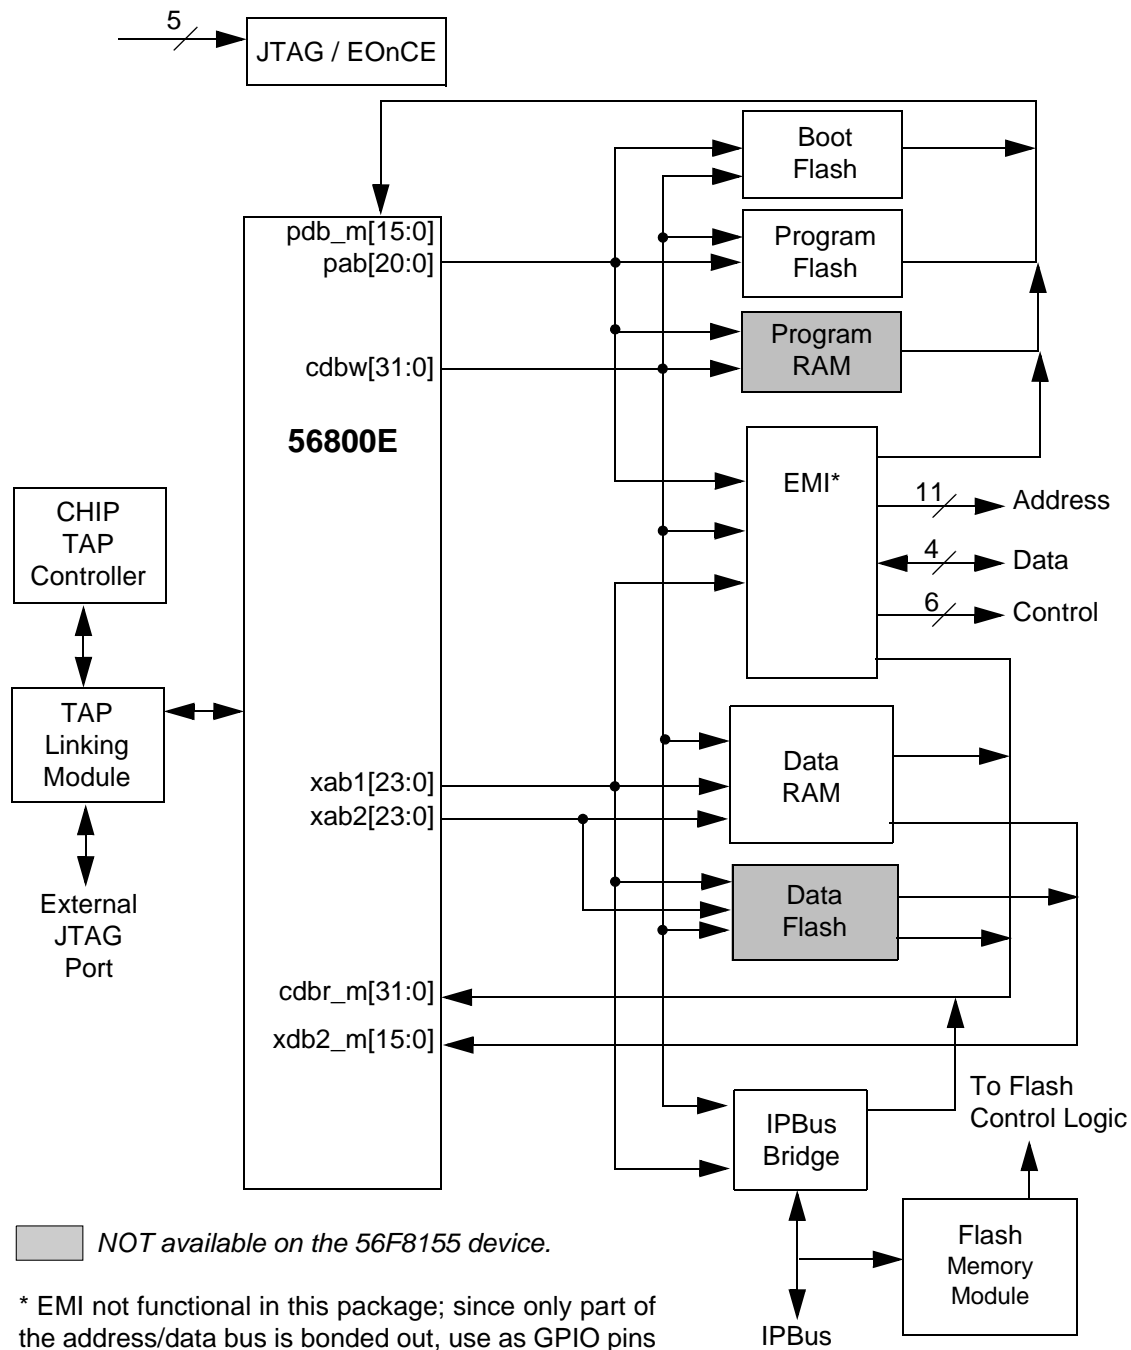 5
JTAG / EOnCE
Boot
Flash
pdb_m[15:0]
pab[20:0]
Program
Flash
Program
RAM
cdbw[31:0]
56800E
EMI*
11
Address
4
Data
6
Control
CHIP
TAP
Controller
TAP
Linking
Module
External
JTAG
Port
xab1[23:0]
xab2[23:0]
Data
RAM
Data
Flash
cdbr_m[31:0]
xdb2_m[15:0]
To Flash
Control Logic
IPBus
Bridge
Flash
Memory
Module
IPBus
NOT available on the 56F8155 device.
* EMI not functional in this package; since only part of
the address/data bus is bonded out, use as GPIO pins